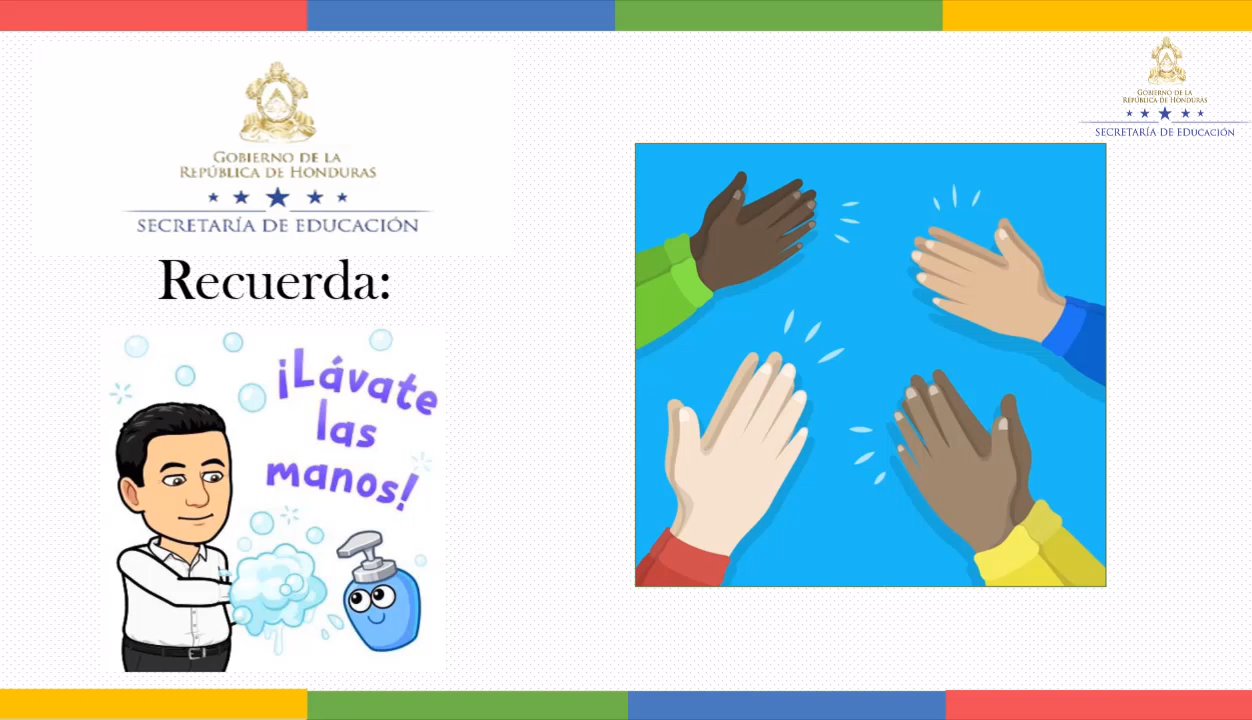 GOBIERNO DE LA
REPÚBLICA DE HONDURAS
SECRETARÍA DE EDUCACIÓN
Recuerda:
¡Lávate
las
manos!
GOBIERNO DE LA
REPÚBLICA DE HONDURAS
SECRETARÍA DE EDUCACIÓN